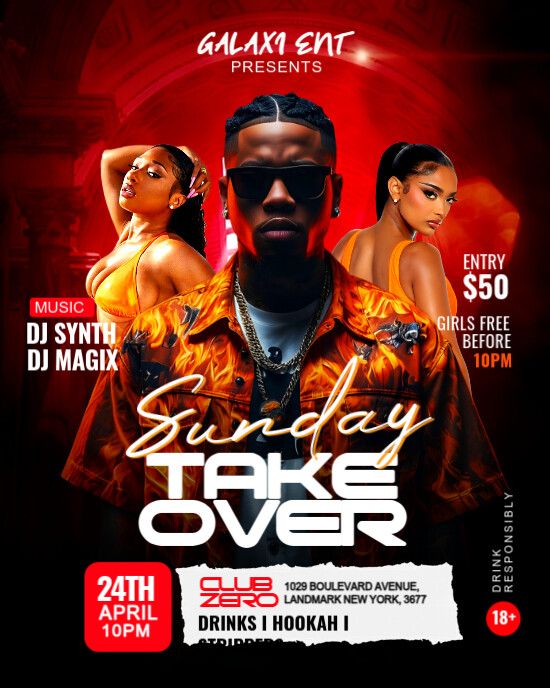 GALAXI ENT
PRESENTS
ENTRY
$50
MUSIC
DJ SYNTH
DJ MAGIX
GIRLS FREE
BEFORE
10PM
Sunday
TAKE
OVER
DRINK
RESPONSIBLY
24TH
APRIL
10PM
CLUB
ZERO
1029 BOULEVARD AVENUE,
LANDMARK NEW YORK, 3677
DRINKS I HOOKAH I
18+